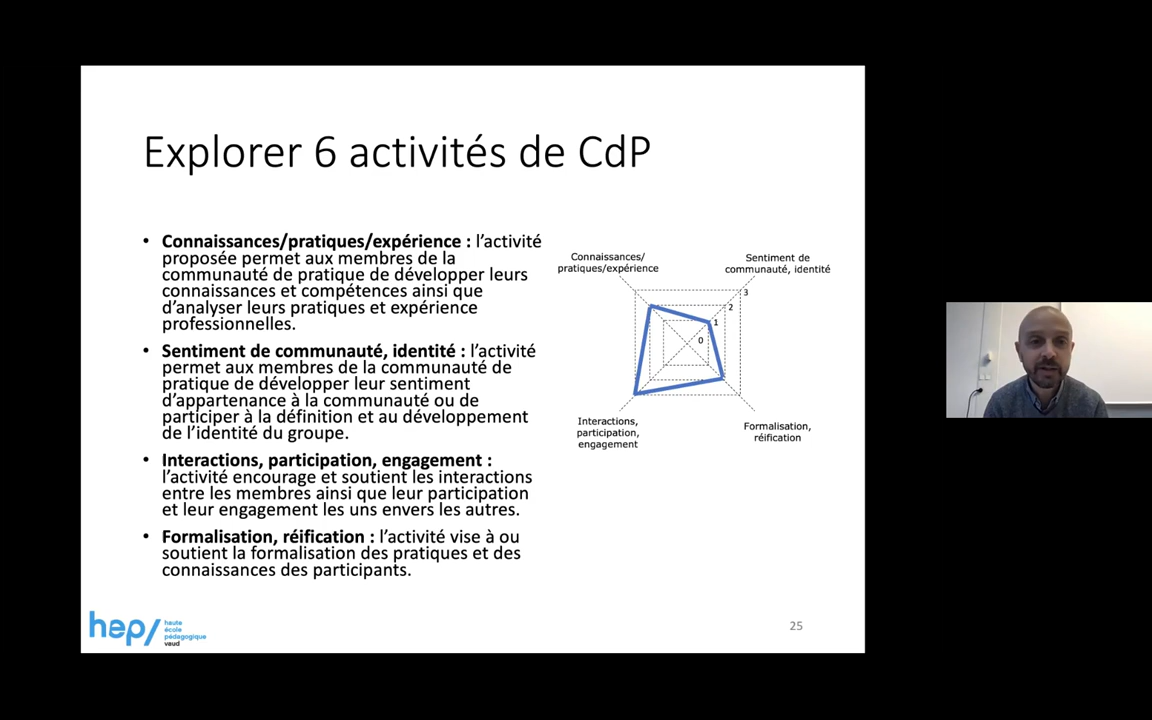 Explorer 6 activités de CdP
• Connaissances/pratiques/expérience : l’activité
proposée permet aux membres de la
communauté de pratique de développer leurs
connaissances et compétences ainsi que
d’analyser leurs pratiques et expérience
professionnelles.
• Sentiment de communauté, identité : l’activité
permet aux membres de la communauté de
pratique de développer leur sentiment
d’appartenance à la communauté ou de
participer à la définition et au développement
de l’identité du groupe.
• Interactions, participation, engagement :
l’activité encourage et soutient les interactions
entre les membres ainsi que leur participation
et leur engagement les uns envers les autres.
• Formalisation, réification : l’activité vise à ou
soutient la formalisation des pratiques et des
connaissances des participants.
Connaissances/
pratiques/expérience
Sentiment de
communauté, identité
3
2
1
0
Interactions,
participation,
engagement
Formalisation,
réification
hep/
haute
école
pédagogique
vaud
25